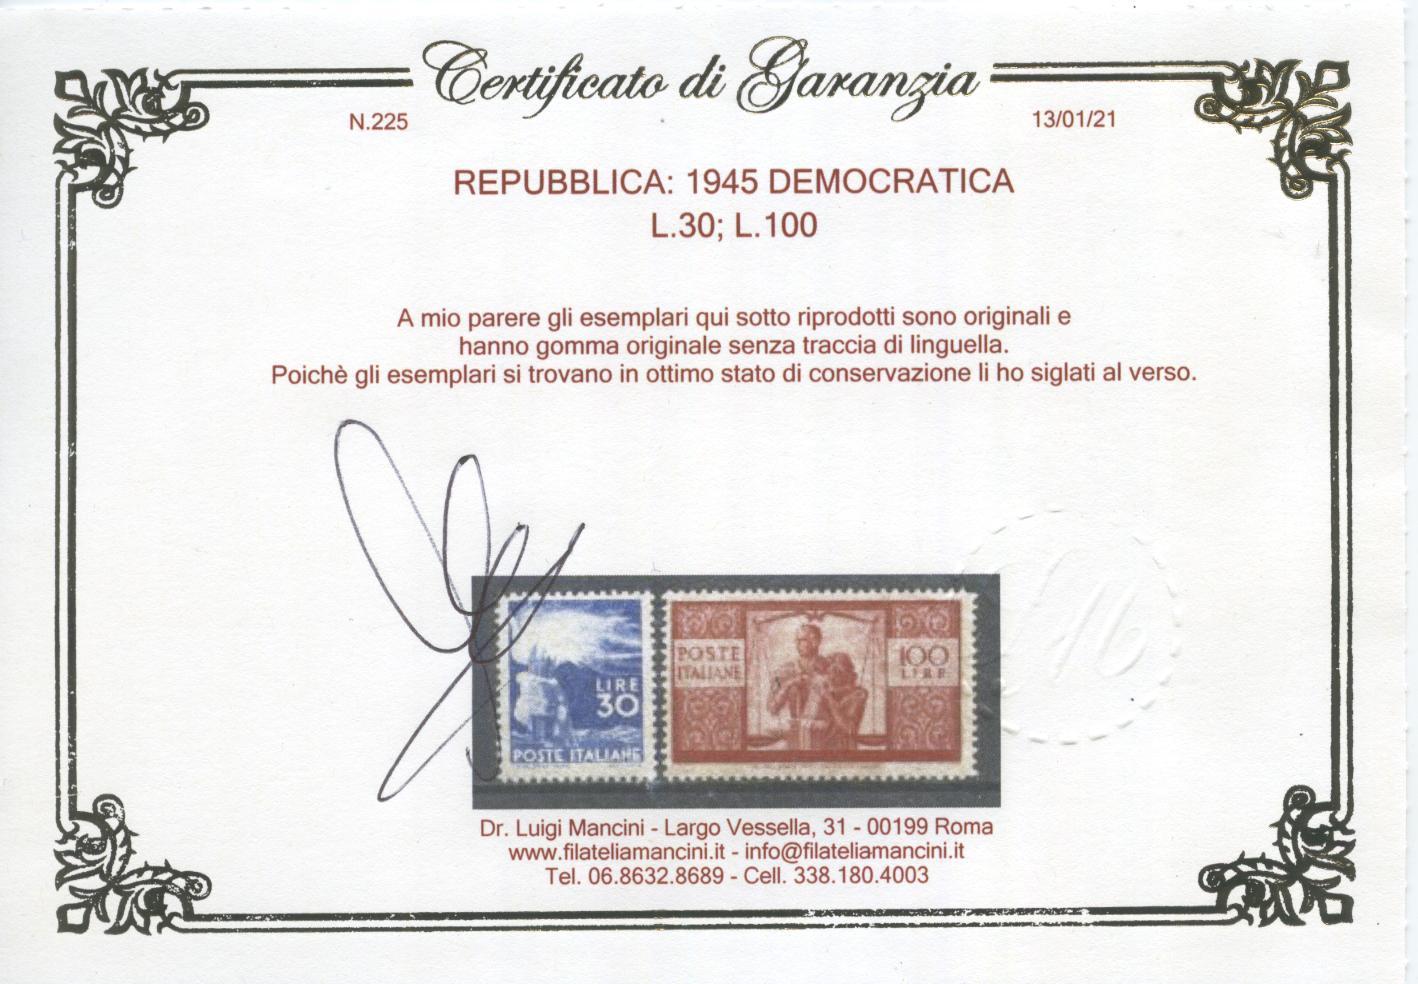 Certificato di Garanzia
N.225
13/01/21
REPUBBLICA: 1945 DEMOCRATICA
L.30; L.100
A mio parere gli esemplari qui sotto riprodotti sono originali e
hanno gomma originale senza traccia di linguella.
Poichè gli esemplari si trovano in ottimo stato di conservazione li ho siglati al verso.
LIRE
30
POSTE ITALIANE
POSTE
ITALIANE
100
LIRE
Dr. Luigi Mancini - Largo Vessella, 31 - 00199 Roma
www.filateliamancini.it - info@filateliamancini.it
Tel. 06.8632.8689 - Cell. 338.180.4003